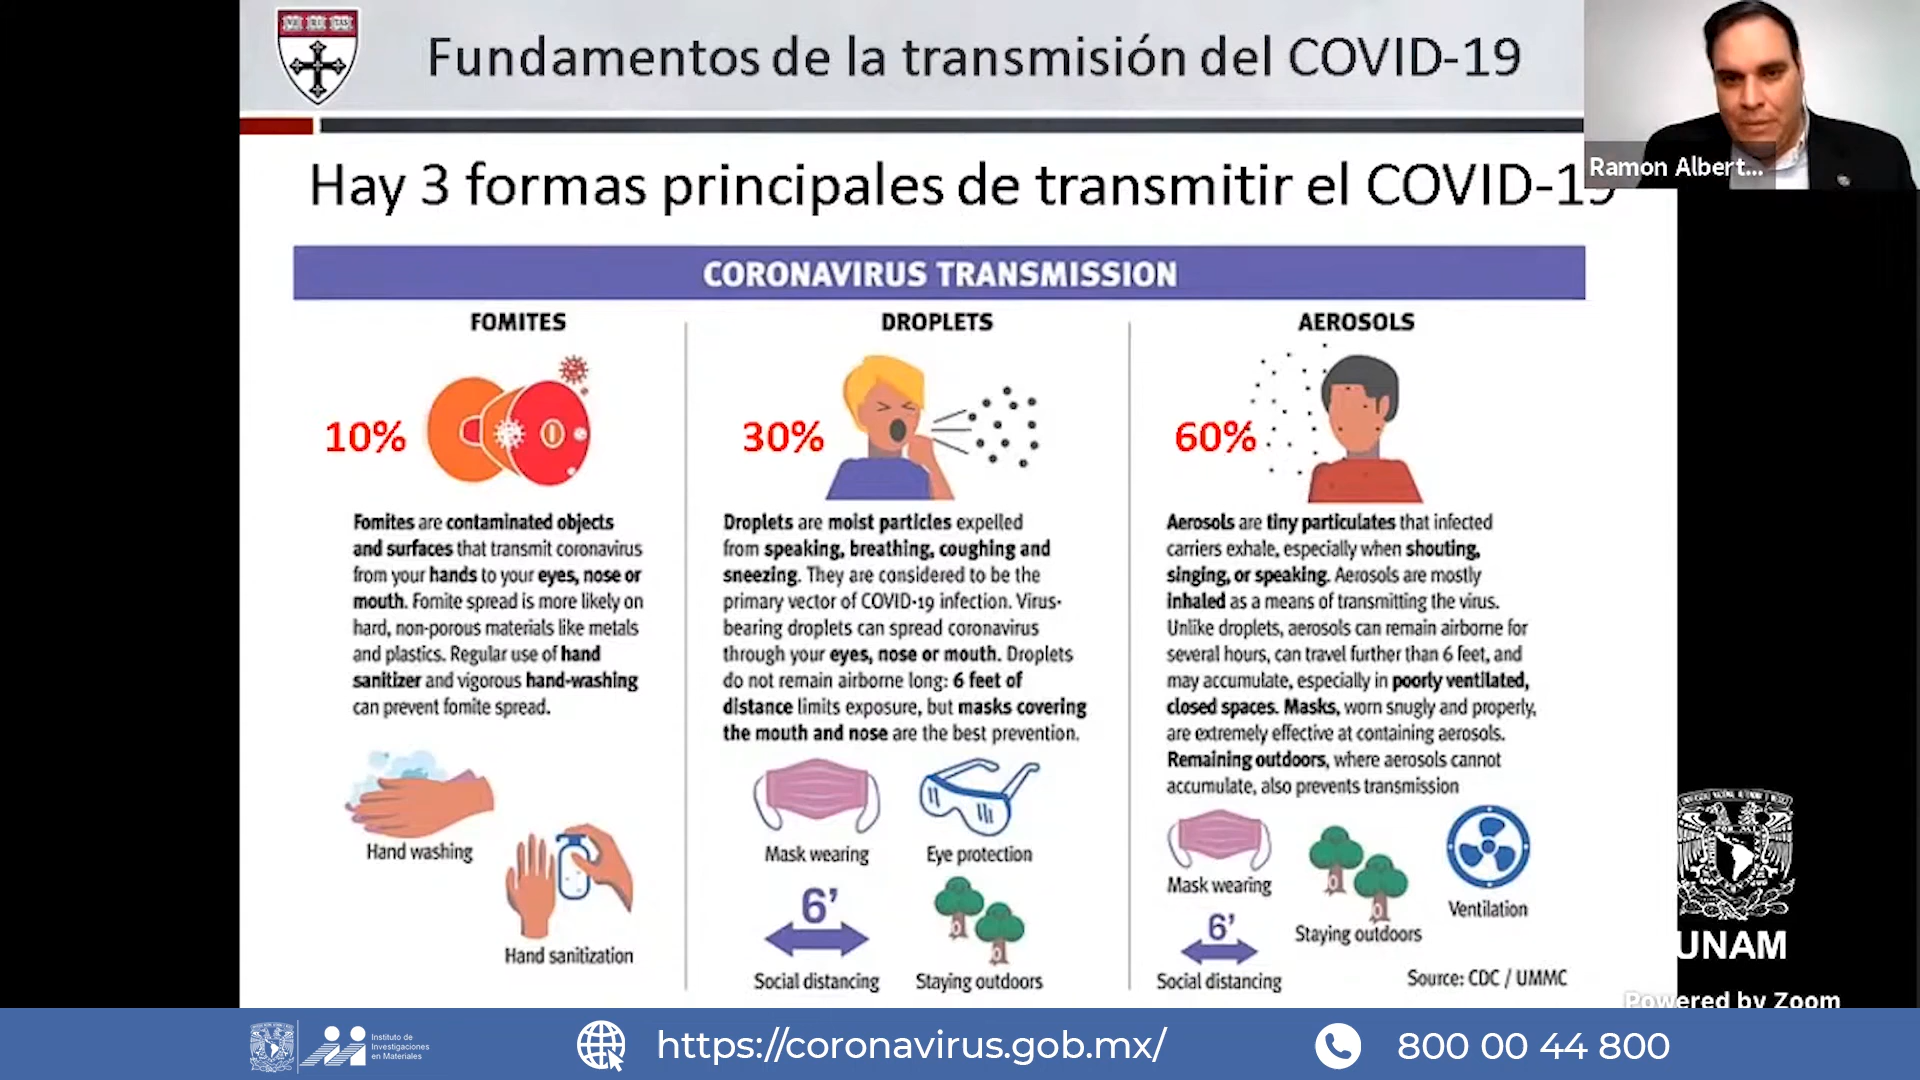 Fundamentos de la transmisión del COVID-19
Ramon Albert...
Hay 3 formas principales de transmitir el COVID-19
CORONAVIRUS TRANSMISSION
FOMITES
10%
Fomites are contaminated objects
and surfaces that transmit coronavirus
from your hands to your eyes, nose or
mouth. Fomite spread is more likely on
hard, non-porous materials like metals
and plastics. Regular use of hand
sanitizer and vigorous hand-washing
can prevent fomite spread.
Hand washing
Hand sanitization
DROPLETS
30%
Droplets are moist particles expelled
from speaking, breathing, coughing and
sneezing. They are considered to be the
primary vector of COVID-19 infection. Virus-
bearing droplets can spread coronavirus
through your eyes, nose or mouth. Droplets
do not remain airborne long: 6 feet of
distance limits exposure, but masks covering
the mouth and nose are the best prevention.
Mask wearing
Eye protection
6'
Social distancing
Staying outdoors
AEROSOLS
60%
Aerosols are tiny particulates that infected
carriers exhale, especially when shouting,
singing, or speaking. Aerosols are mostly
inhaled as a means of transmitting the virus.
Unlike droplets, aerosols can remain airborne for
several hours, can travel further than 6 feet, and
may accumulate, especially in poorly ventilated,
closed spaces. Masks, worn snugly and properly,
are extremely effective at containing aerosols.
Remaining outdoors, where aerosols cannot
accumulate, also prevents transmission
Mask wearing
Staying outdoors
Ventilation
6'
Social distancing
Source: CDC / UMMC
UNAM
Powered by Zoom
Instituto de
Investigaciones
en Materiales
https://coronavirus.gob.mx/
800 00 44 800